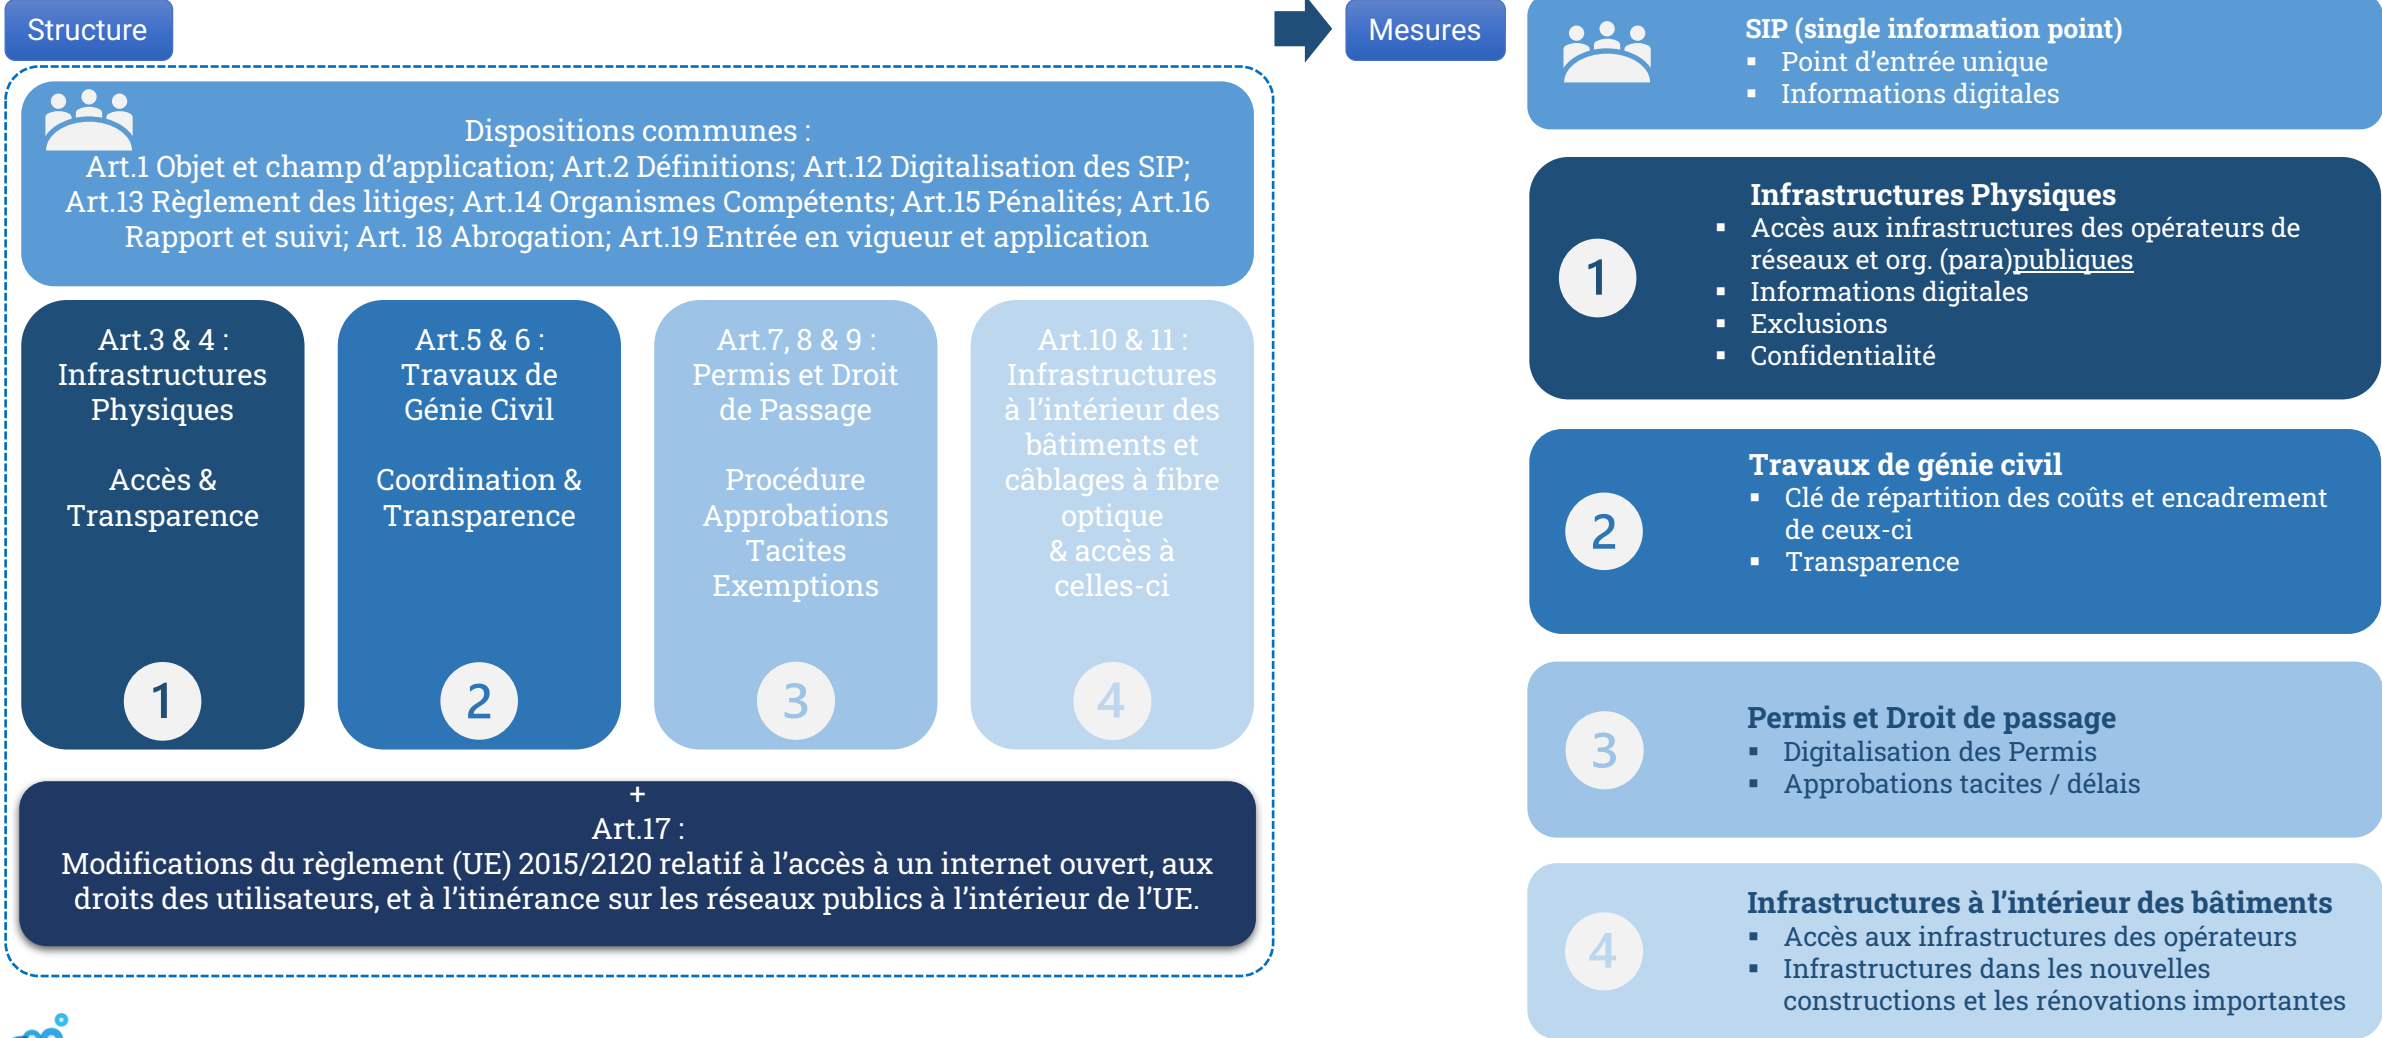 Structure
Dispositions communes :
Art.1 Objet et champ d'application; Art.2 Définitions; Art.12 Digitalisation des SIP;
Art.13 Règlement des litiges; Art.14 Organismes Compétents; Art.15 Pénalités; Art.16
Rapport et suivi; Art. 18 Abrogation; Art.19 Entrée en vigueur et application
Art.3 & 4 :
Infrastructures
Physiques
Accès &
Transparence
1
Art.5 & 6 :
Travaux de
Génie Civil
Coordination &
Transparence
2
Art.7, 8 & 9 :
Permis et Droit
de Passage
Procédure
Approbations
Tacites
Exemptions
3
Art.10 & 11 :
Infrastructures
à l'intérieur des
bâtiments et
câblages à fibre
optique
& accès à
celles-ci
4
+
Art.17 :
Modifications du règlement (UE) 2015/2120 relatif à l'accès à un internet ouvert, aux
droits des utilisateurs, et à l'itinérance sur les réseaux publics à l'intérieur de l'UE.
Mesures
SIP (single information point)
▪ Point d'entrée unique
▪ Informations digitales
1
Infrastructures Physiques
▪ Accès aux infrastructures des opérateurs de
réseaux et org. (para)publiques
▪ Informations digitales
▪ Exclusions
▪ Confidentialité
2
Travaux de génie civil
▪ Clé de répartition des coûts et encadrement
de ceux-ci
▪ Transparence
3
Permis et Droit de passage
▪ Digitalisation des Permis
▪ Approbations tacites / délais
4
Infrastructures à l'intérieur des bâtiments
▪ Accès aux infrastructures des opérateurs
▪ Infrastructures dans les nouvelles
constructions et les rénovations importantes